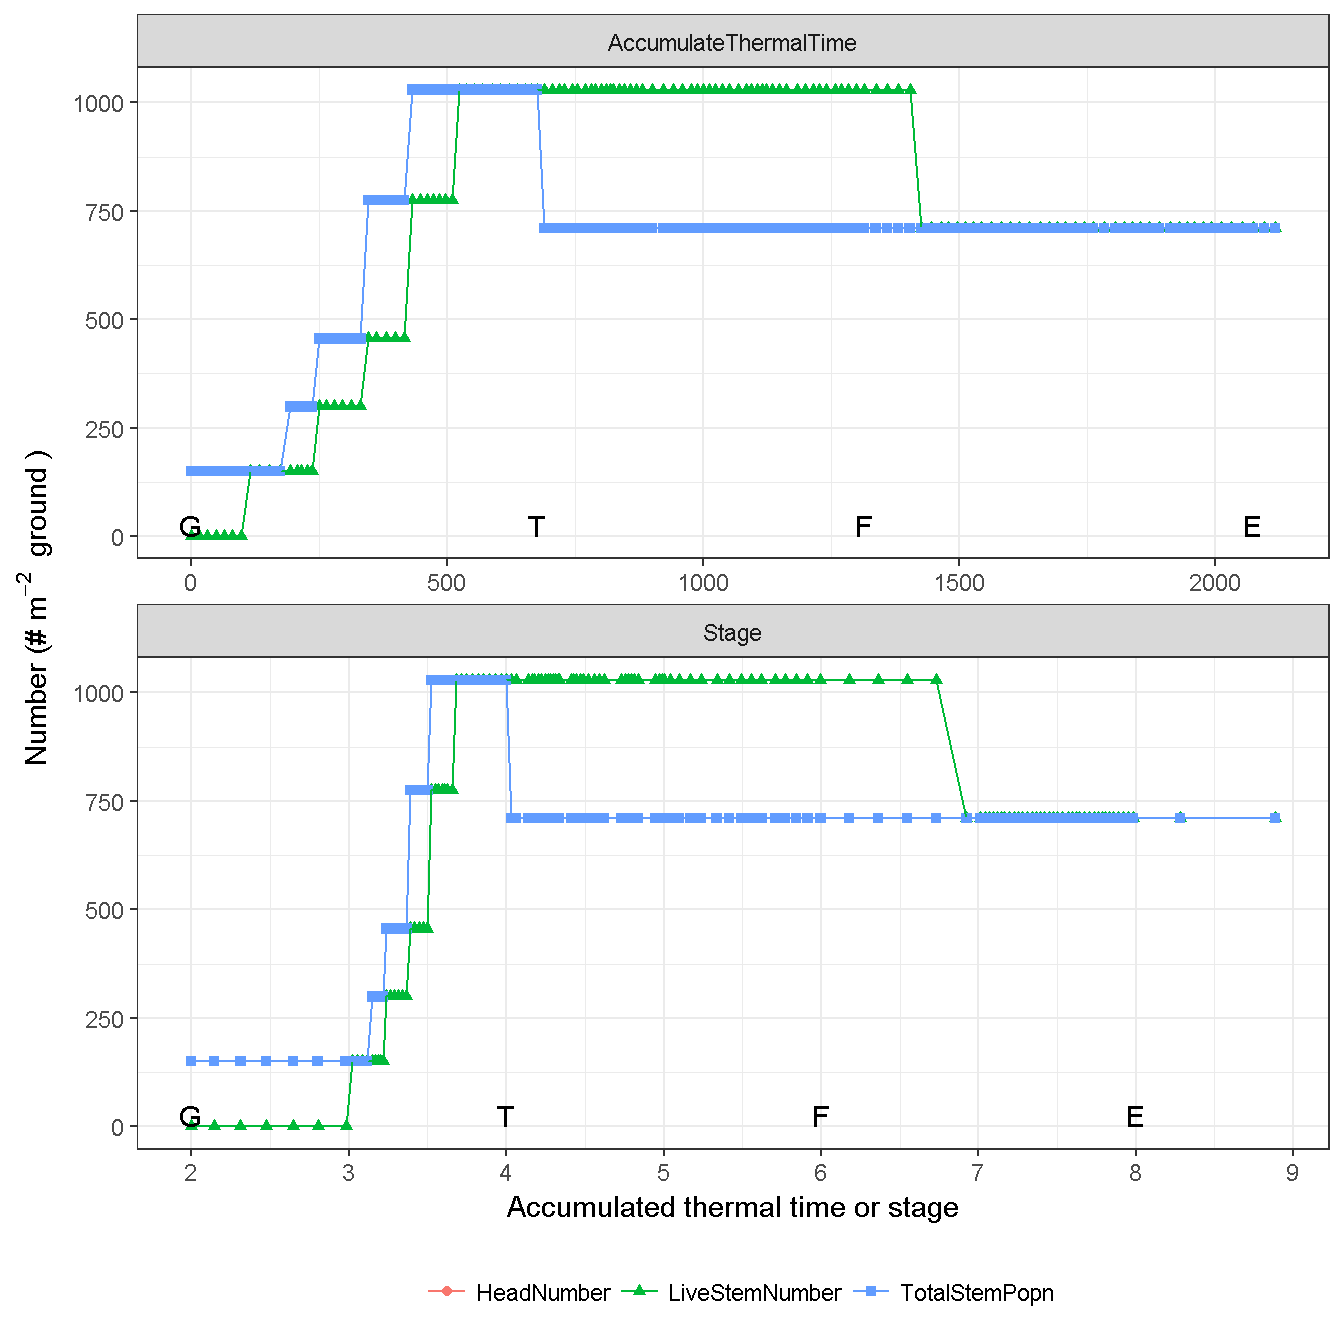 AccumulateThermalTime
1000
750
500
250
0
G T F E
0 500 1000 1500 2000
Number (# m⁻² ground )
Stage
1000
750
500
250
0
G T F E
2 3 4 5 6 7 8 9
Accumulated thermal time or stage
HeadNumber LiveStemNumber TotalStemPopn